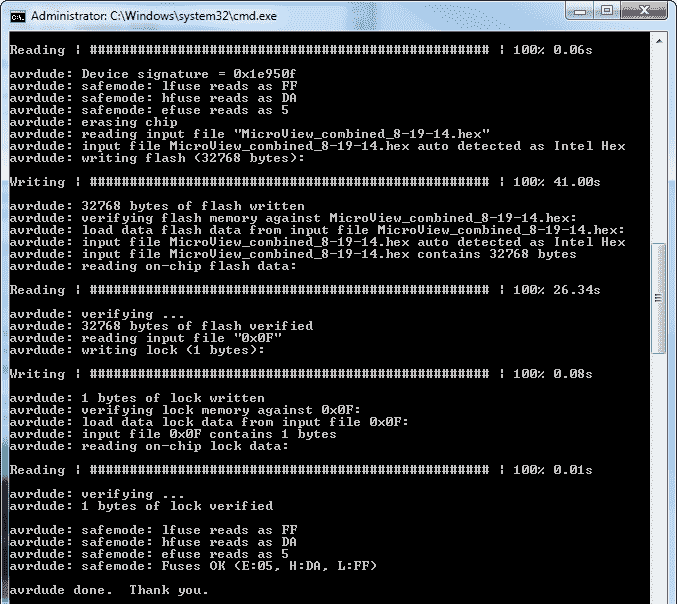 Administrator: C:\Windows\system32\cmd.exe
Reading | ################################################## | 100% 0.06s
avrdude: Device signature = 0x1e950f
avrdude: safemode: lfuse reads as FF
avrdude: safemode: hfuse reads as DA
avrdude: safemode: efuse reads as 5
avrdude: erasing chip
avrdude: reading input file "MicroView_combined_8-19-14.hex"
avrdude: input file MicroView_combined_8-19-14.hex auto detected as Intel Hex
avrdude: writing flash (32768 bytes):
Writing | ################################################## | 100% 41.00s
avrdude: 32768 bytes of flash written
avrdude: verifying flash memory against MicroView_combined_8-19-14.hex:
avrdude: load data flash data from input file MicroView_combined_8-19-14.hex:
avrdude: input file MicroView_combined_8-19-14.hex auto detected as Intel Hex
avrdude: input file MicroView_combined_8-19-14.hex contains 32768 bytes
avrdude: reading on-chip flash data:
Reading | ################################################## | 100% 26.34s
avrdude: verifying ...
avrdude: 32768 bytes of flash verified
avrdude: reading input file "0x0F"
avrdude: writing lock (1 bytes):
Writing | ################################################## | 100% 0.08s
avrdude: 1 bytes of lock written
avrdude: verifying lock memory against 0x0F:
avrdude: load data lock data from input file 0x0F:
avrdude: input file 0x0F contains 1 bytes
avrdude: reading on-chip lock data:
Reading | ################################################## | 100% 0.01s
avrdude: verifying ...
avrdude: 1 bytes of lock verified
avrdude: safemode: lfuse reads as FF
avrdude: safemode: hfuse reads as DA
avrdude: safemode: efuse reads as 5
avrdude: safemode: Fuses OK (E:05, H:DA, L:FF)
avrdude done.  Thank you.